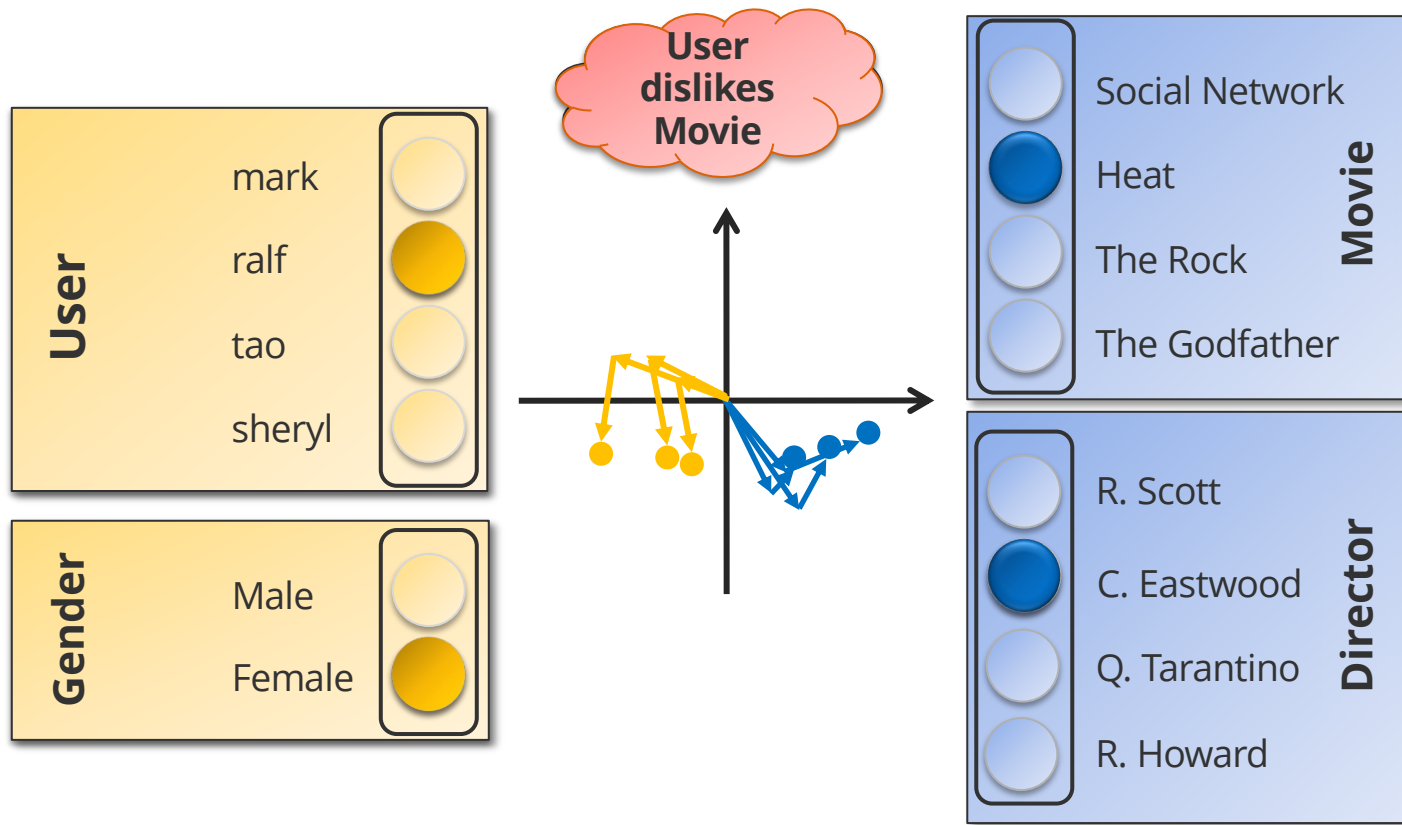 User
dislikes
Movie
User
mark
ralf
tao
sheryl
Gender
Male
Female
Social Network
Heat
The Rock
The Godfather
Movie
R. Scott
C. Eastwood
Q. Tarantino
R. Howard
Director